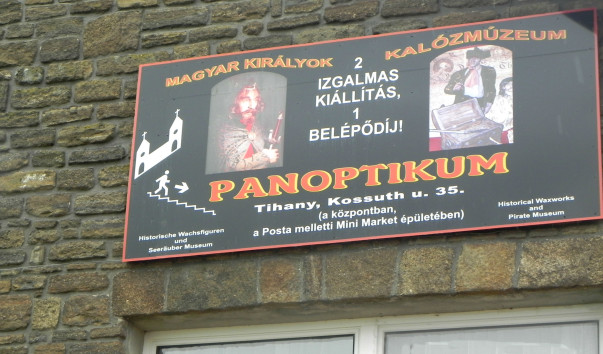 MAGYAR KIRÁLYOK
KALÓZMÚZEUM
2
IZGALMAS
KIÁLLÍTÁS,
1
BELÉPŐDÍJ!
PANOPTIKUM
Tihany, Kossuth u. 35.
(a központban,
a Posta melletti Mini Market épületében)
Historische Wachsfiguren
und
Seeräuber Museum
Historical Waxworks
and
Pirate Museum